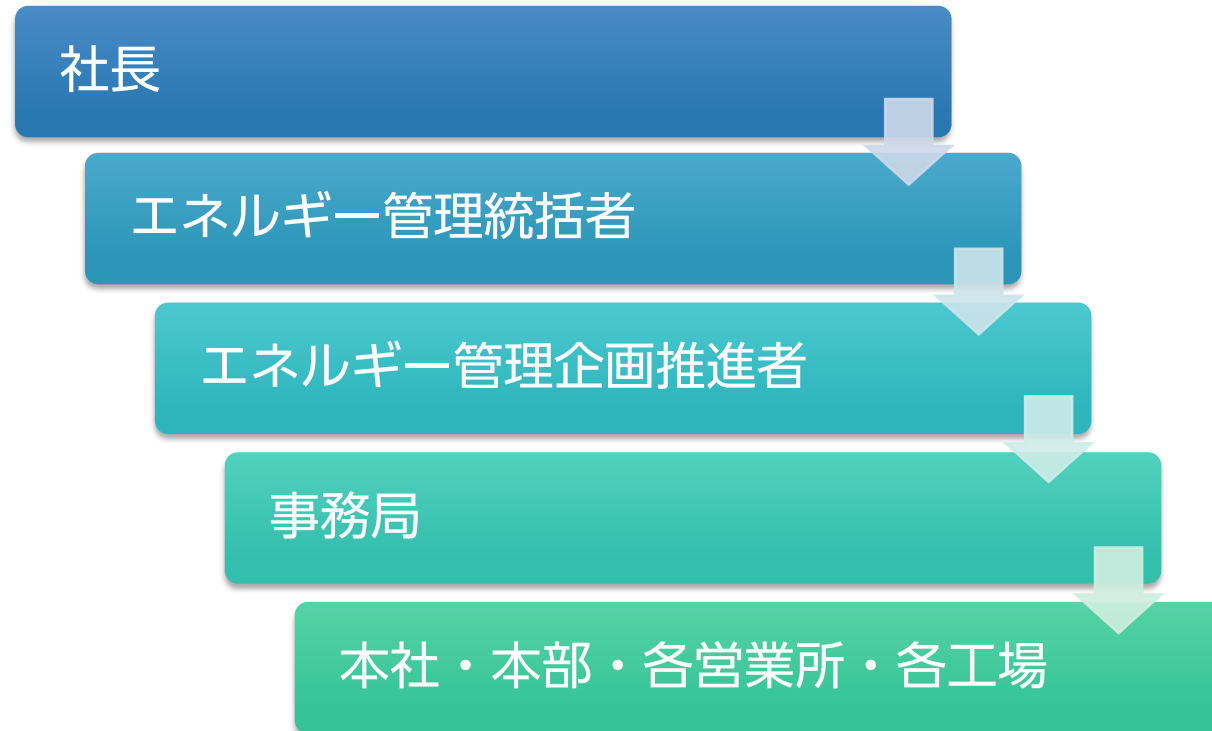 社長
エネルギー管理統括者
エネルギー管理企画推進者
事務局
本社・本部・各営業所・各工場